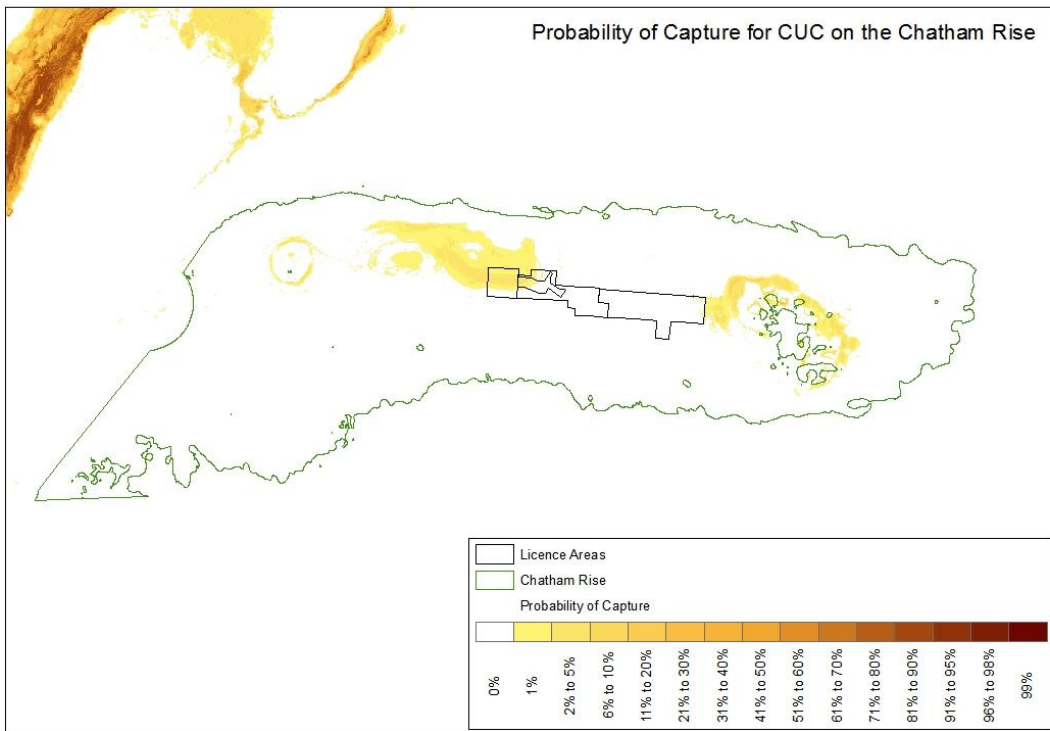 Probability of Capture for CUC on the Chatham Rise
Licence Areas
Chatham Rise
Probability of Capture
0%
1%
2% to 5%
6% to 10%
11% to 20%
21% to 30%
31% to 40%
41% to 50%
51% to 60%
61% to 70%
71% to 80%
81% to 90%
91% to 95%
96% to 98%
99%